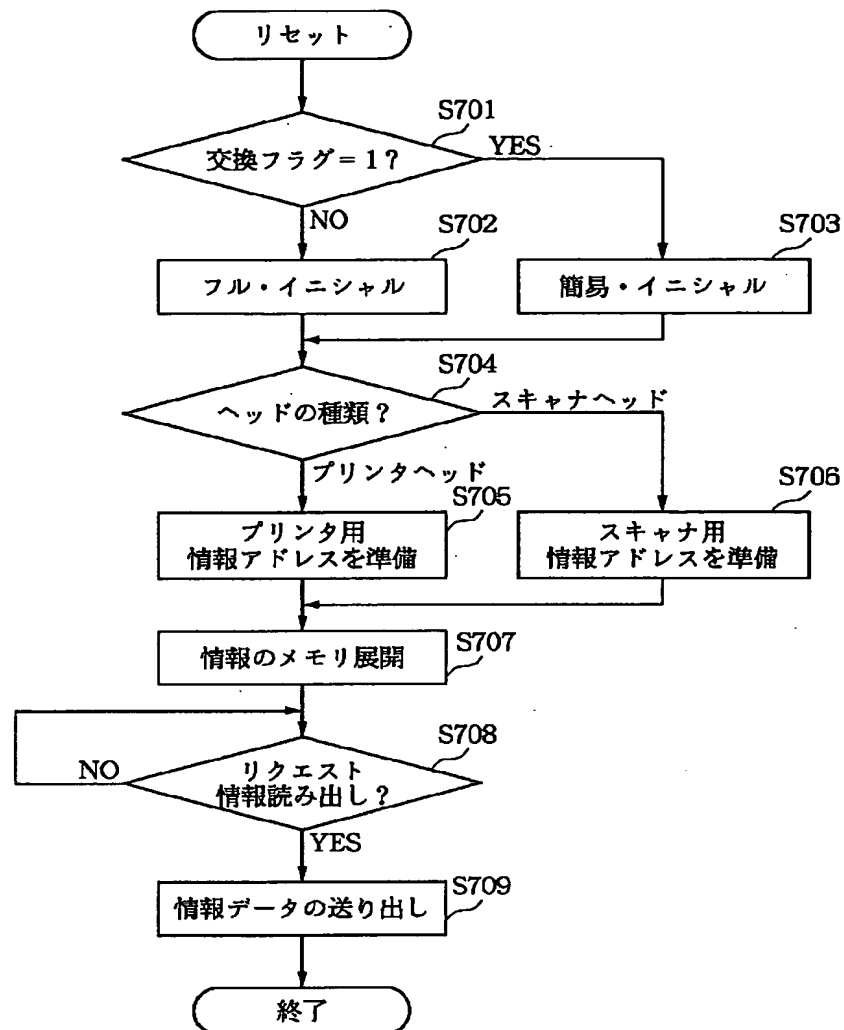 リセット
S701
交換フラグ=1?
YES
NO
S702
S703
フル・イニシャル
簡易・イニシャル
S704
ヘッドの種類?
スキャナヘッド
プリンタヘッド
S705
S706
プリンタ用
情報アドレスを準備
スキャナ用
情報アドレスを準備
S707
情報のメモリ展開
S708
NO
リクエスト
情報読み出し?
YES
S709
情報データの送り出し
終了